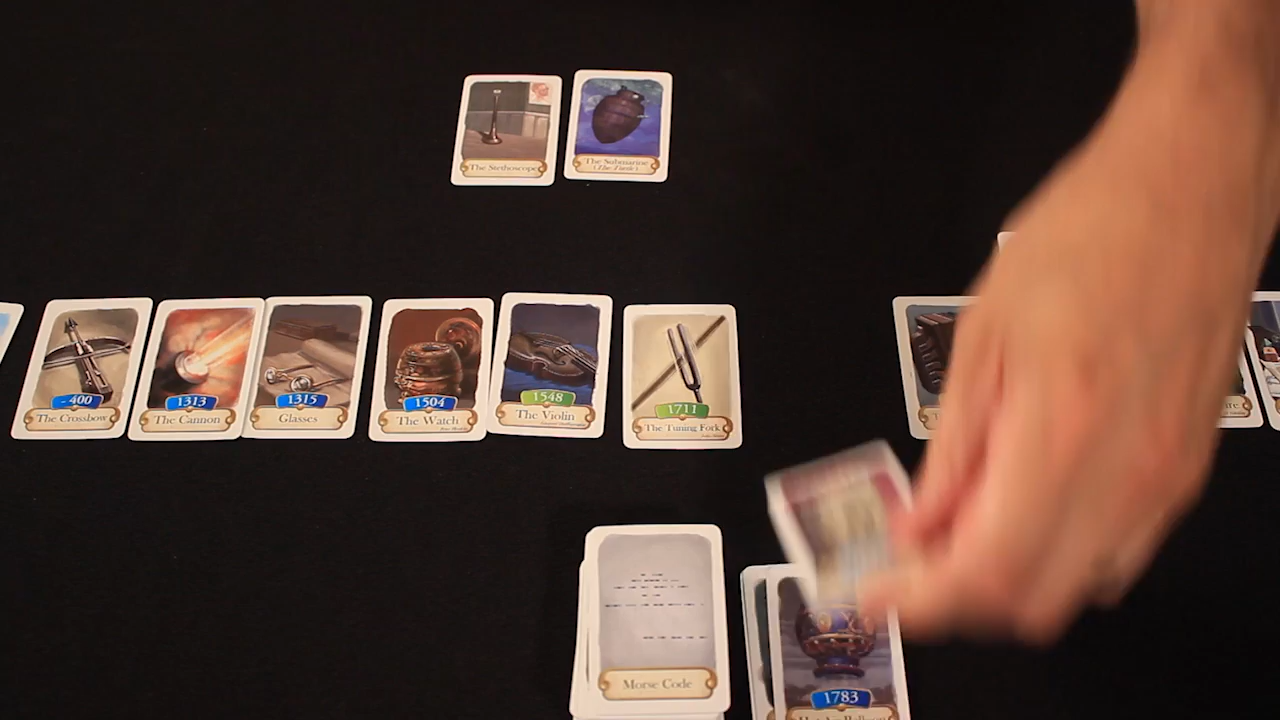 The Stethoscope
The Submarine
(The Turtle)
- 400
The Crossbow
1313
The Cannon
1315
Glasses
1504
The Watch
1548
The Violin
1711
The Tuning Fork
Morse Code
1783